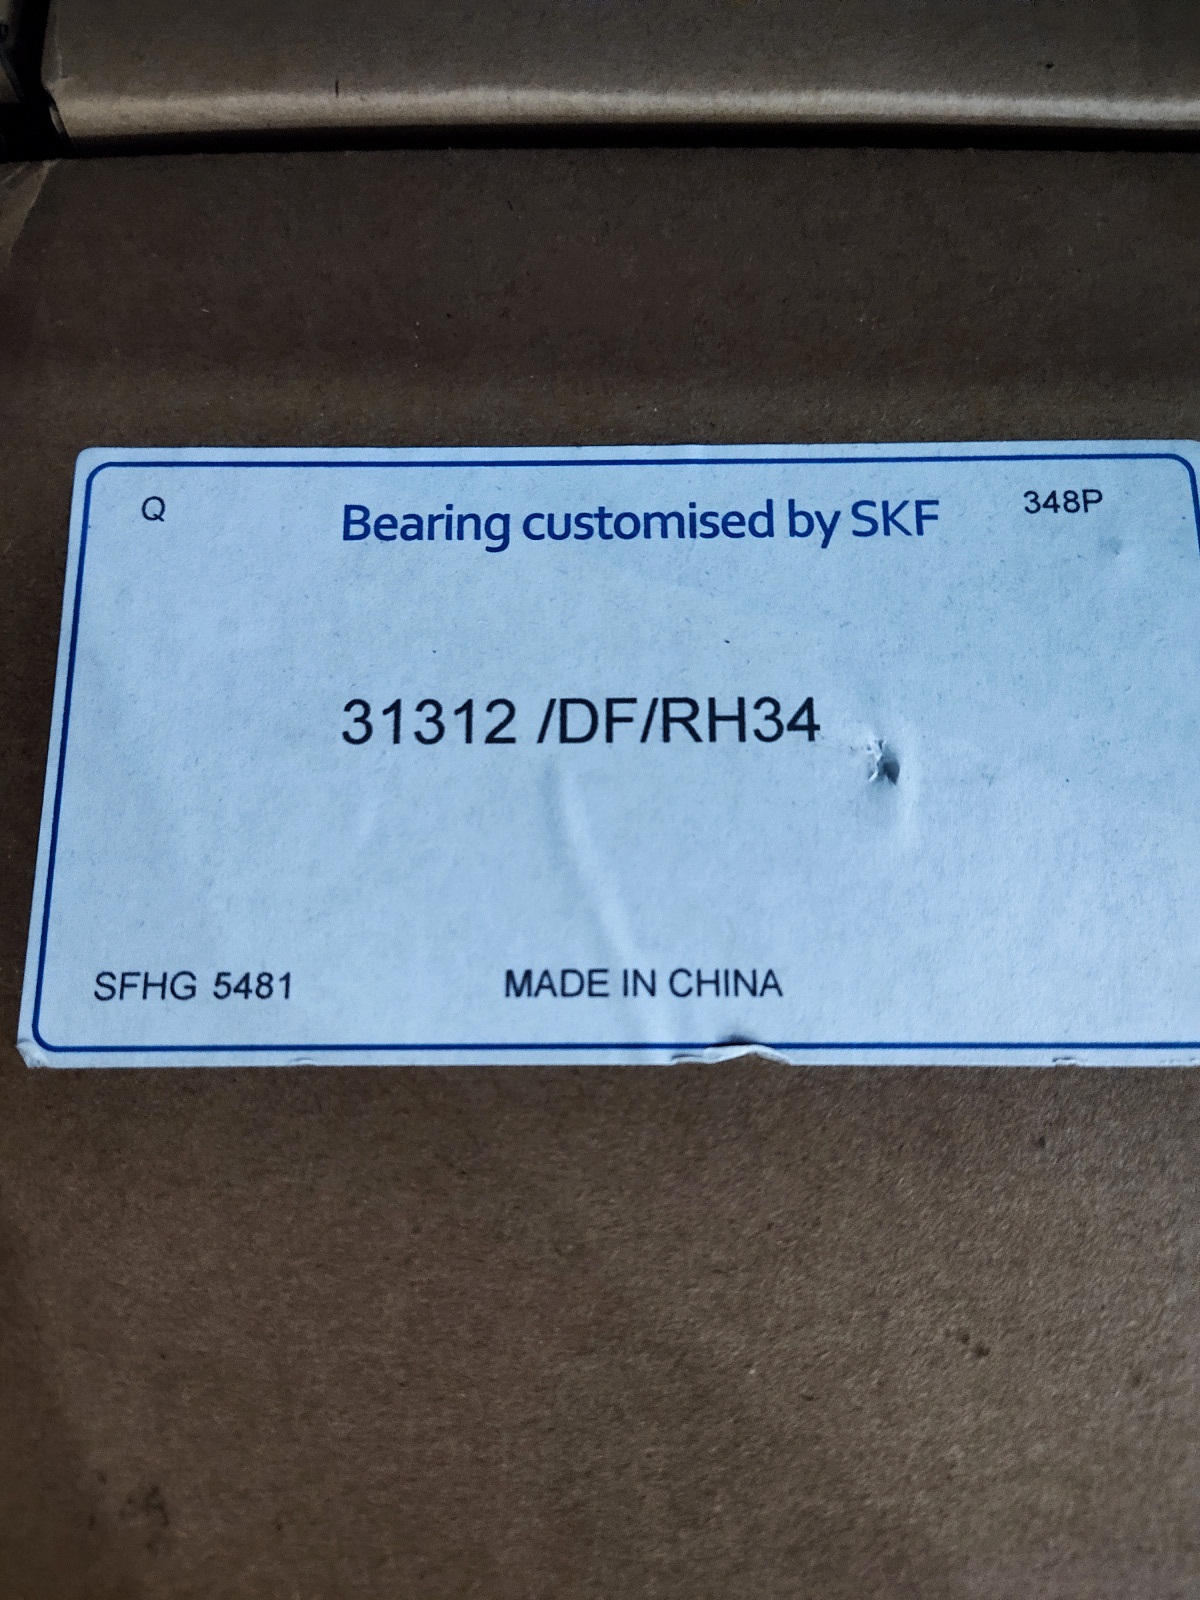 Q
Bearing customised by SKF
348P
31312 /DF/RH34
SFHG 5481
MADE IN CHINA